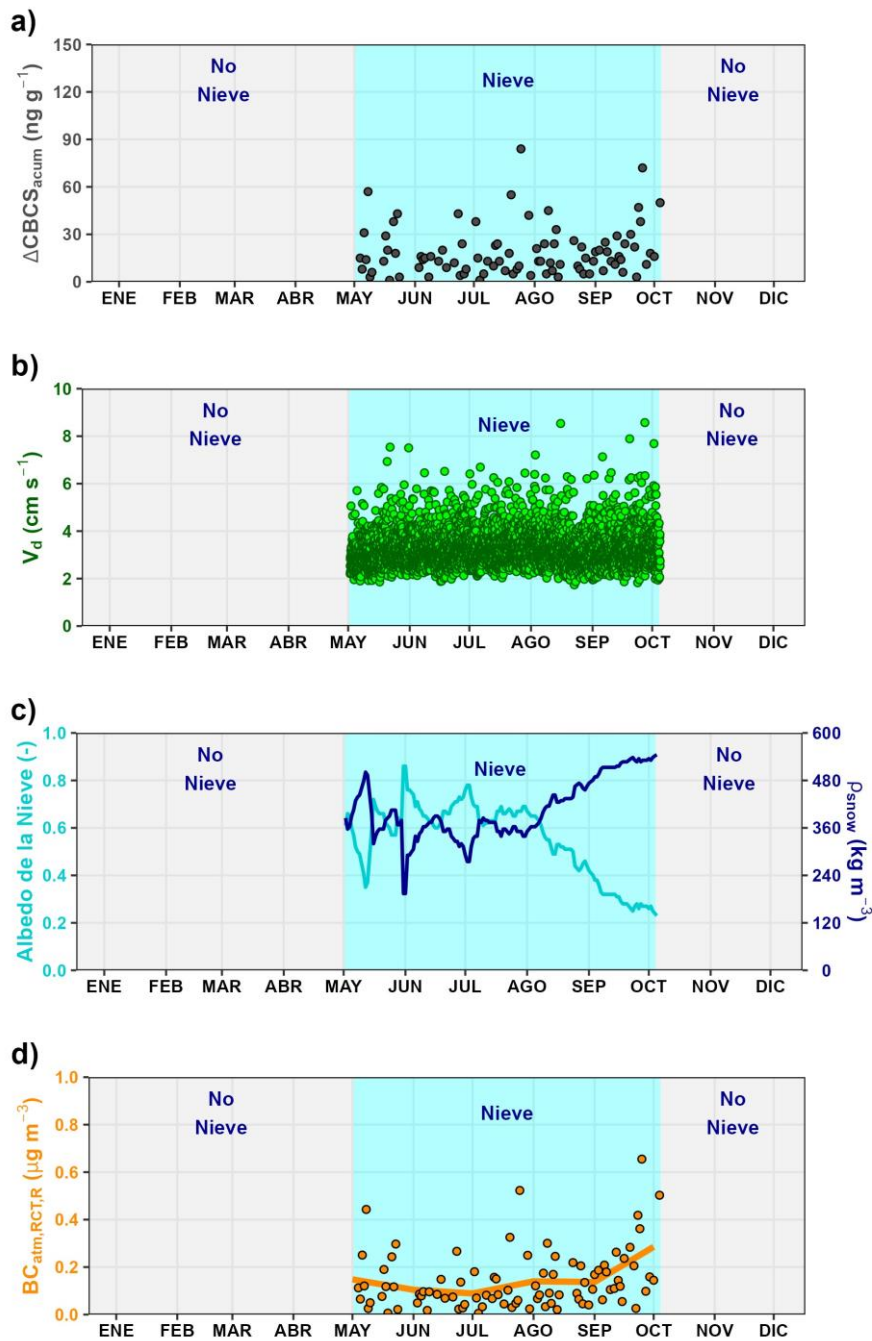 a)
ΔCBCS_acum (ng g⁻¹)
150
120
90
60
30
0
No
Nieve
Nieve
No
Nieve
ENE FEB MAR ABR MAY JUN JUL AGO SEP OCT NOV DIC
b)
V_d (cm s⁻¹)
10
8
6
4
2
0
No
Nieve
Nieve
No
Nieve
ENE FEB MAR ABR MAY JUN JUL AGO SEP OCT NOV DIC
c)
Albedo de la Nieve (-)
1.0
0.8
0.6
0.4
0.2
0.0
No
Nieve
Nieve
No
Nieve
600
480
360
240
120
0
ρ_snow (kg m⁻³)
ENE FEB MAR ABR MAY JUN JUL AGO SEP OCT NOV DIC
d)
BC_atm,RCT,R (μg m⁻³)
1.0
0.8
0.6
0.4
0.2
0.0
No
Nieve
Nieve
No
Nieve
ENE FEB MAR ABR MAY JUN JUL AGO SEP OCT NOV DIC